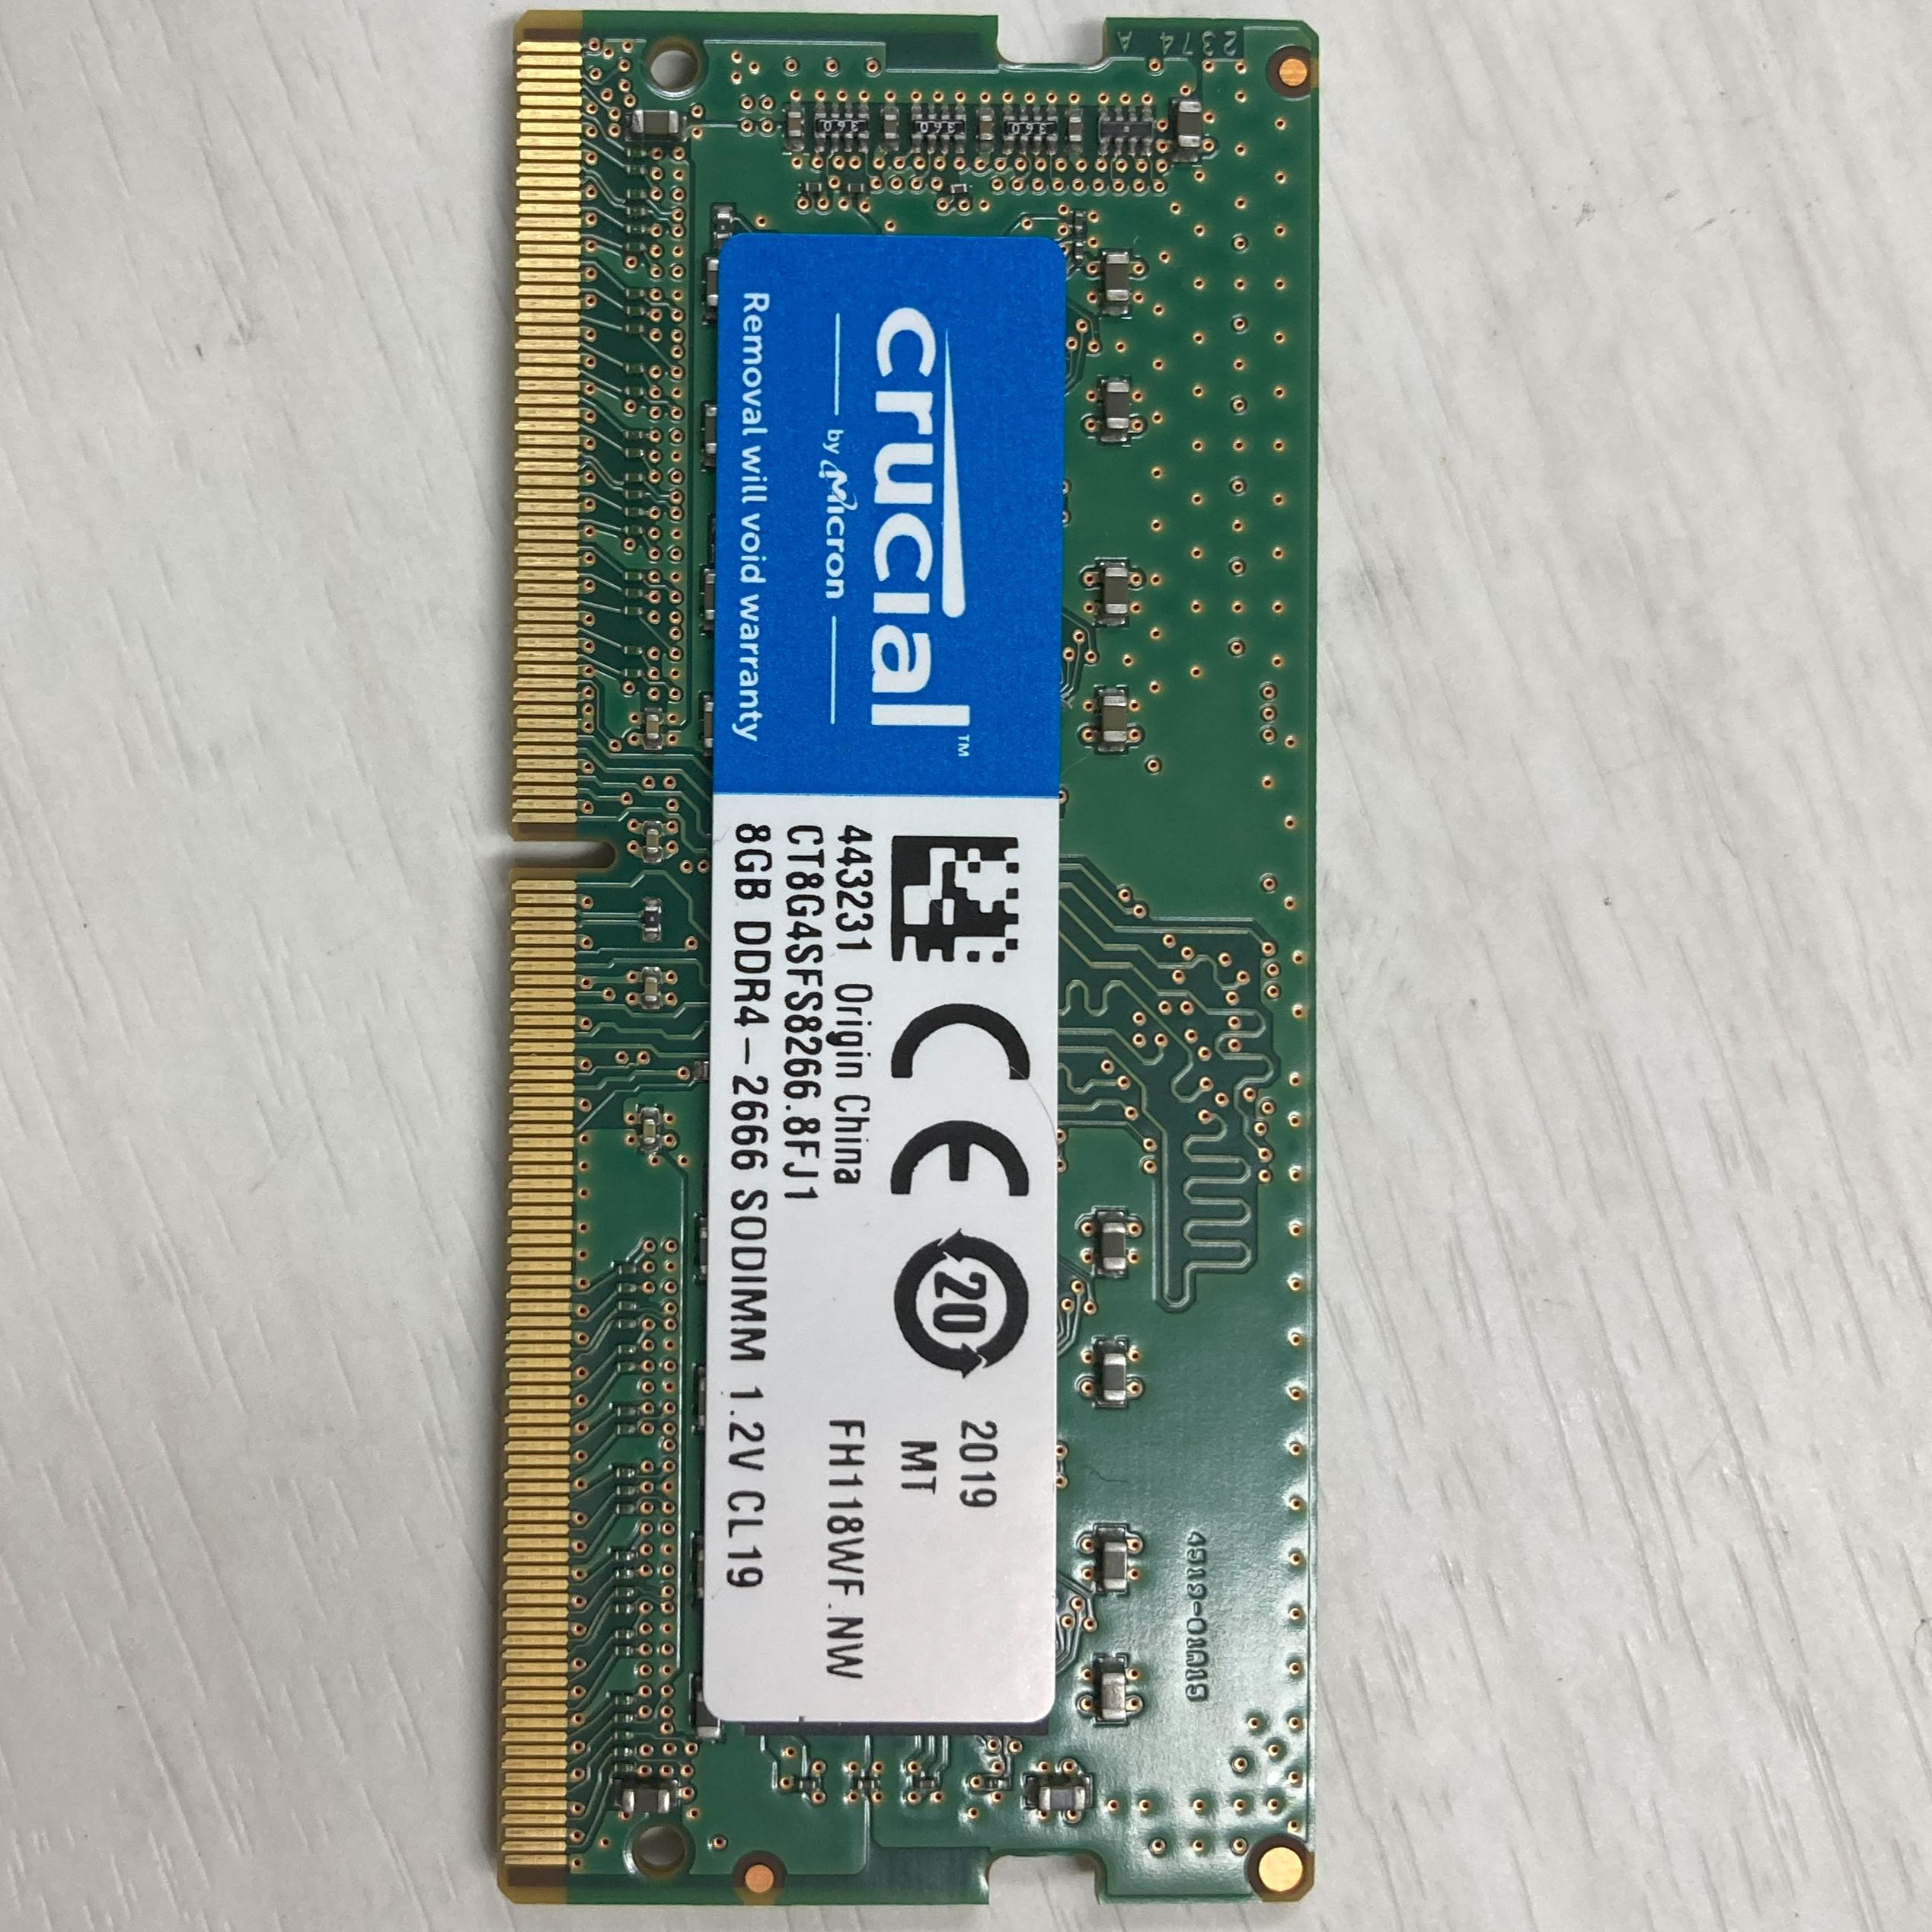 crucial™
by Micron
Removal will void warranty
443231 Origin China
CT8G4SFS8266.8FJ1
8GB DDR4-2666 SODIMM 1.2V CL19
20
2019
MT
FH118WF.NW
2374 A
360
360
360